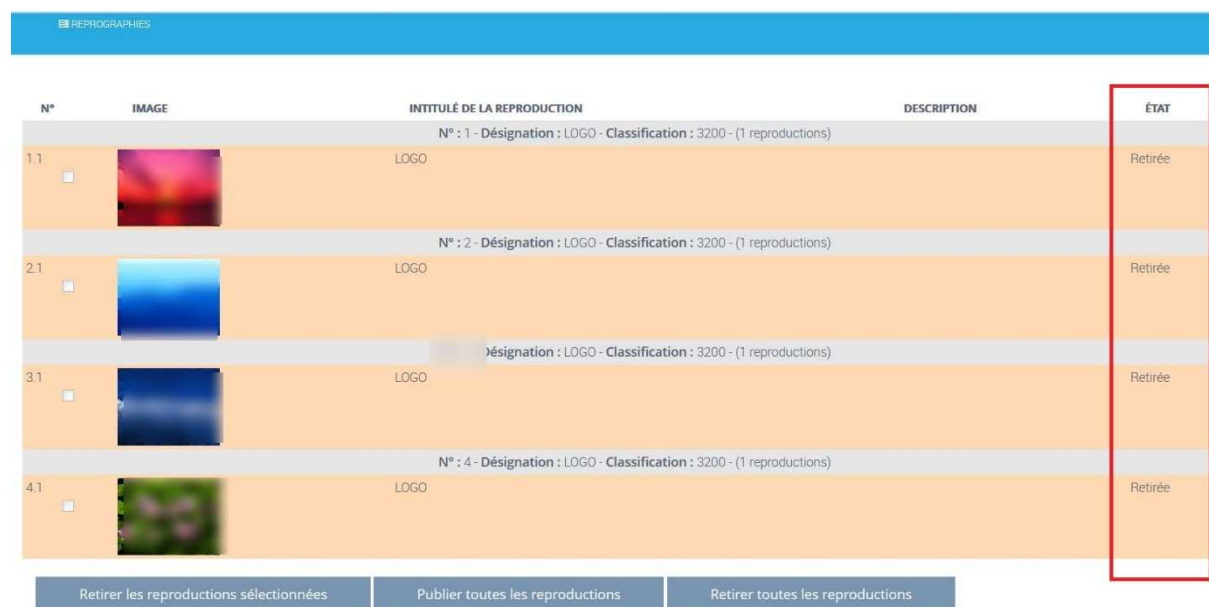 REPROGRAPHIES
N° IMAGE INTITULÉ DE LA REPRODUCTION DESCRIPTION ÉTAT
N° : 1 - Désignation : LOGO - Classification : 3200 - (1 reproductions)
1.1 LOGO Retirée
N° : 2 - Désignation : LOGO - Classification : 3200 - (1 reproductions)
2.1 LOGO Retirée
Désignation : LOGO - Classification : 3200 - (1 reproductions)
3.1 LOGO Retirée
N° : 4 - Désignation : LOGO - Classification : 3200 - (1 reproductions)
4.1 LOGO Retirée
Retirer les reproductions sélectionnées Publier toutes les reproductions Retirer toutes les reproductions